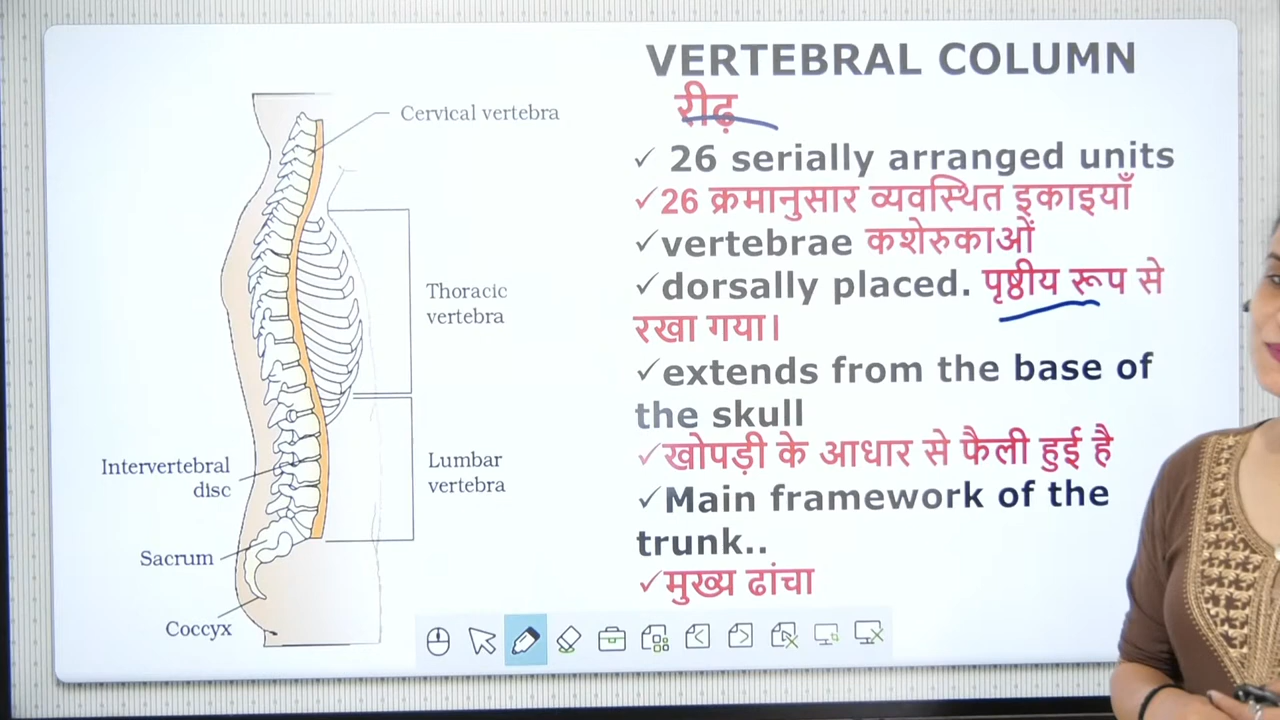 VERTEBRAL COLUMN
रीढ़
✓ 26 serially arranged units
✓26 क्रमानुसार व्यवस्थित इकाइयाँ
✓vertebrae कशेरुकाओं
✓dorsally placed. पृष्ठीय रूप से
रखा गया।
✓extends from the base of
the skull
✓खोपड़ी के आधार से फैली हुई है
✓Main framework of the
trunk..
✓मुख्य ढांचा
Cervical vertebra
Thoracic
vertebra
Intervertebral
disc
Lumbar
vertebra
Sacrum
Coccyx